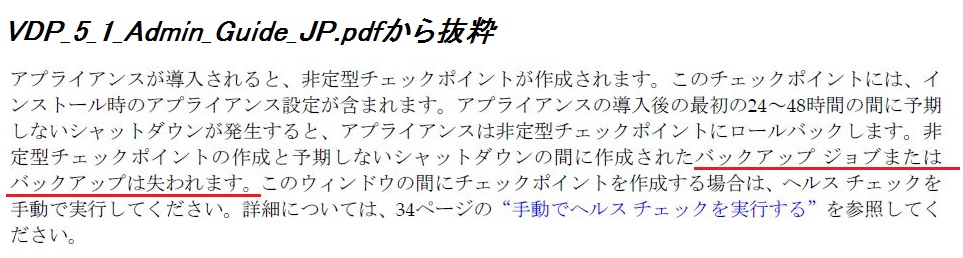 VDP_5_1_Admin_Guide_JP.pdfから抜粋
アプライアンスが導入されると、非定型チェックポイントが作成されます。このチェックポイントには、イ
ンストール時のアプライアンス設定が含まれます。アプライアンスの導入後の最初の24～48時間の間に予期
しないシャットダウンが発生すると、アプライアンスは非定型チェックポイントにロールバックします。非
定型チェックポイントの作成と予期しないシャットダウンの間に作成されたバックアップ ジョブまたは
バックアップは失われます。このウィンドウの間にチェックポイントを作成する場合は、ヘルス チェックを
手動で実行してください。詳細については、34ページの“手動でヘルス チェックを実行する”を参照してく
ださい。